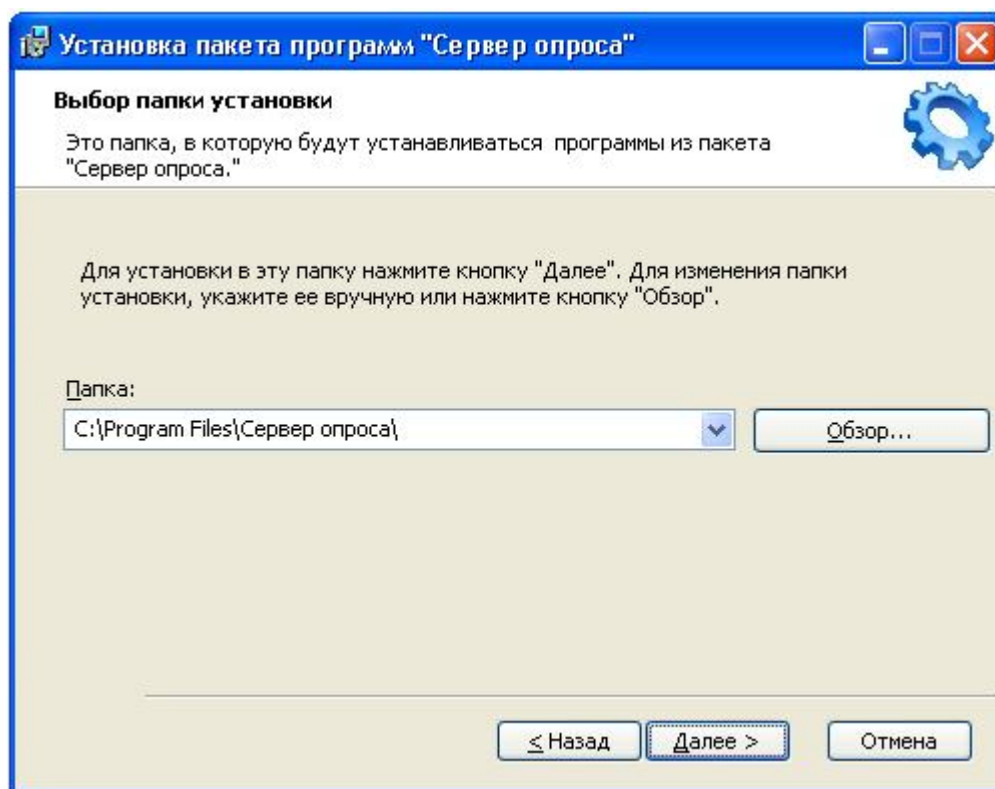 Установка пакета программ "Сервер опроса"
Выбор папки установки
Это папка, в которую будут устанавливаться программы из пакета
"Сервер опроса."
Для установки в эту папку нажмите кнопку "Далее". Для изменения папки
установки, укажите ее вручную или нажмите кнопку "Обзор".
Папка:
C:\Program Files\Сервер опроса\
Обзор...
< Назад
Далее >
Отмена